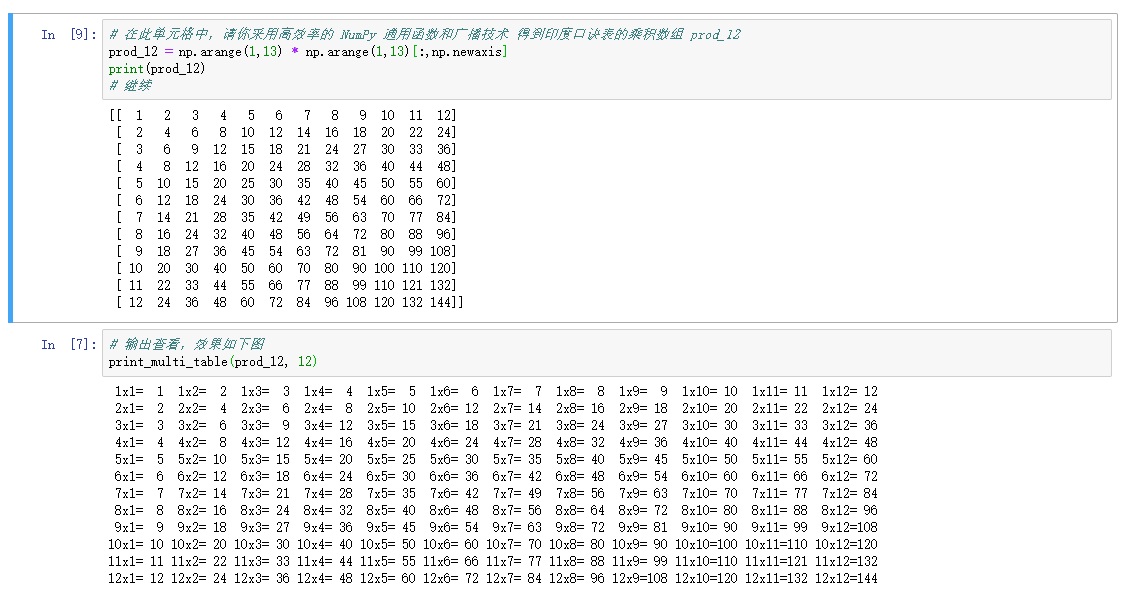 In [9]: # 在此单元格中，请你采用高效率的 NumPy 通用函数和广播技术 得到印度口诀表的乘积数组 prod_12
prod_12 = np.arange(1,13) * np.arange(1,13)[:,np.newaxis]
print(prod_12)
# 继续
[[  1   2   3   4   5   6   7   8   9  10  11  12]
 [  2   4   6   8  10  12  14  16  18  20  22  24]
 [  3   6   9  12  15  18  21  24  27  30  33  36]
 [  4   8  12  16  20  24  28  32  36  40  44  48]
 [  5  10  15  20  25  30  35  40  45  50  55  60]
 [  6  12  18  24  30  36  42  48  54  60  66  72]
 [  7  14  21  28  35  42  49  56  63  70  77  84]
 [  8  16  24  32  40  48  56  64  72  80  88  96]
 [  9  18  27  36  45  54  63  72  81  90  99 108]
 [ 10  20  30  40  50  60  70  80  90 100 110 120]
 [ 11  22  33  44  55  66  77  88  99 110 121 132]
 [ 12  24  36  48  60  72  84  96 108 120 132 144]]
In [7]: # 输出查看，效果如下图
print_multi_table(prod_12, 12)
 1x1=  1  1x2=  2  1x3=  3  1x4=  4  1x5=  5  1x6=  6  1x7=  7  1x8=  8  1x9=  9  1x10= 10  1x11= 11  1x12= 12
 2x1=  2  2x2=  4  2x3=  6  2x4=  8  2x5= 10  2x6= 12  2x7= 14  2x8= 16  2x9= 18  2x10= 20  2x11= 22  2x12= 24
 3x1=  3  3x2=  6  3x3=  9  3x4= 12  3x5= 15  3x6= 18  3x7= 21  3x8= 24  3x9= 27  3x10= 30  3x11= 33  3x12= 36
 4x1=  4  4x2=  8  4x3= 12  4x4= 16  4x5= 20  4x6= 24  4x7= 28  4x8= 32  4x9= 36  4x10= 40  4x11= 44  4x12= 48
 5x1=  5  5x2= 10  5x3= 15  5x4= 20  5x5= 25  5x6= 30  5x7= 35  5x8= 40  5x9= 45  5x10= 50  5x11= 55  5x12= 60
 6x1=  6  6x2= 12  6x3= 18  6x4= 24  6x5= 30  6x6= 36  6x7= 42  6x8= 48  6x9= 54  6x10= 60  6x11= 66  6x12= 72
 7x1=  7  7x2= 14  7x3= 21  7x4= 28  7x5= 35  7x6= 42  7x7= 49  7x8= 56  7x9= 63  7x10= 70  7x11= 77  7x12= 84
 8x1=  8  8x2= 16  8x3= 24  8x4= 32  8x5= 40  8x6= 48  8x7= 56  8x8= 64  8x9= 72  8x10= 80  8x11= 88  8x12= 96
 9x1=  9  9x2= 18  9x3= 27  9x4= 36  9x5= 45  9x6= 54  9x7= 63  9x8= 72  9x9= 81  9x10= 90  9x11= 99  9x12=108
10x1= 10 10x2= 20 10x3= 30 10x4= 40 10x5= 50 10x6= 60 10x7= 70 10x8= 80 10x9= 90 10x10=100 10x11=110 10x12=120
11x1= 11 11x2= 22 11x3= 33 11x4= 44 11x5= 55 11x6= 66 11x7= 77 11x8= 88 11x9= 99 11x10=110 11x11=121 11x12=132
12x1= 12 12x2= 24 12x3= 36 12x4= 48 12x5= 60 12x6= 72 12x7= 84 12x8= 96 12x9=108 12x10=120 12x11=132 12x12=144